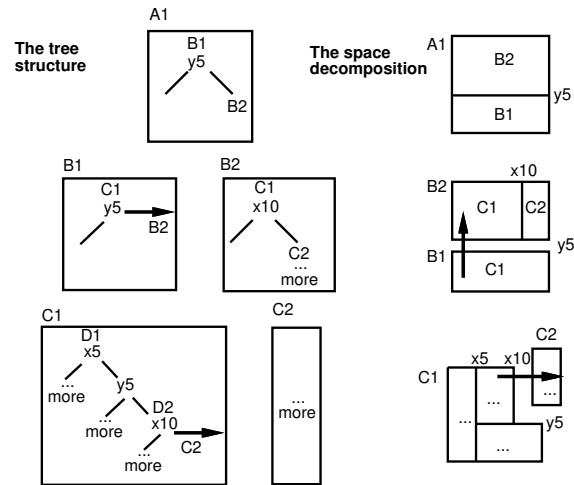 A1
The tree
structure
B1
y5
B2
The space
decomposition
A1
B2
y5
B1
B1
C1
y5
B2
B2
C1
x10
C2
...
more
x10
B2
C1
C2
y5
B1
C1
C1
D1
x5
...
more
y5
...
more
D2
x10
...
more
C2
C2
...
more
C2
x5
x10
C1
...
...
...
y5
...